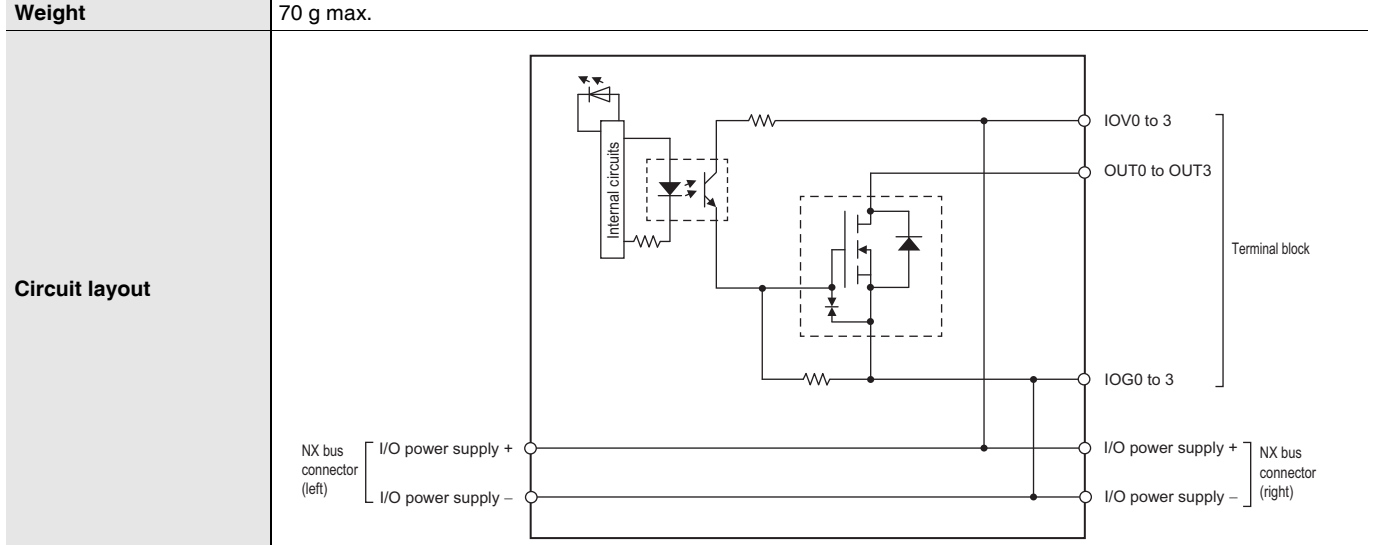 Weight
70 g max.
Circuit layout
Internal circuits
IOV0 to 3
OUT0 to OUT3
Terminal block
IOG0 to 3
NX bus
connector
(left)
I/O power supply +
I/O power supply –
I/O power supply +
I/O power supply –
NX bus
connector
(right)